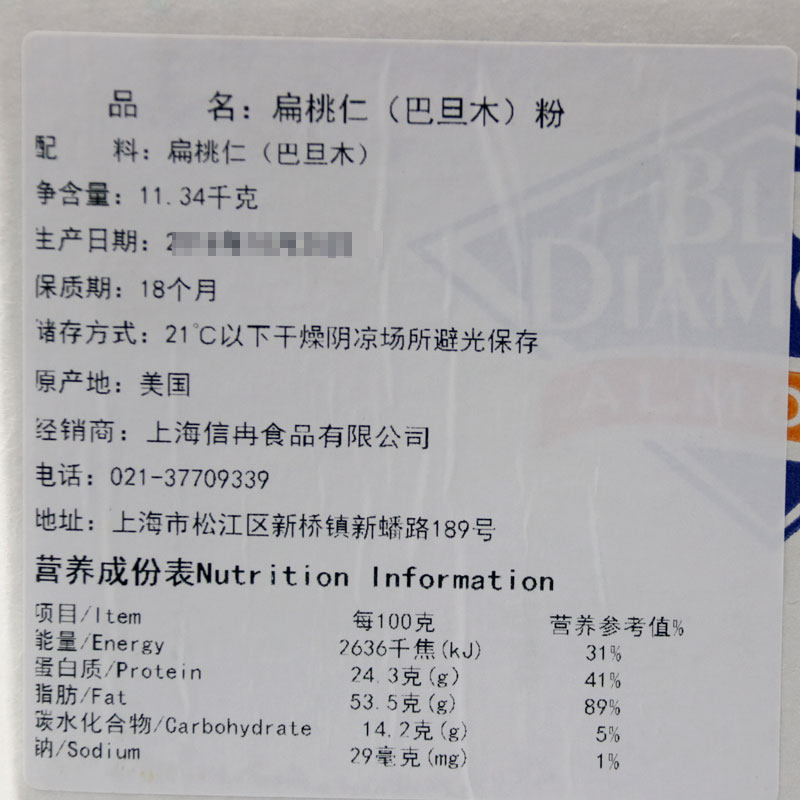 品 名：扁桃仁（巴旦木）粉
配 料：扁桃仁（巴旦木）
净含量：11.34千克
生产日期：2
保质期：18个月
储存方式：21℃以下干燥阴凉场所避光保存
原产地：美国
经销商：上海信冉食品有限公司
电话：021-37709339
地址：上海市松江区新桥镇新蟠路189号
营养成份表Nutrition Information
项目/Item 每100克 营养参考值%
能量/Energy 2636千焦(kJ) 31%
蛋白质/Protein 24.3克(g) 41%
脂肪/Fat 53.5克(g) 89%
碳水化合物/Carbohydrate 14.2克(g) 5%
钠/Sodium 29毫克(mg) 1%
BL
DIAM
ALMO